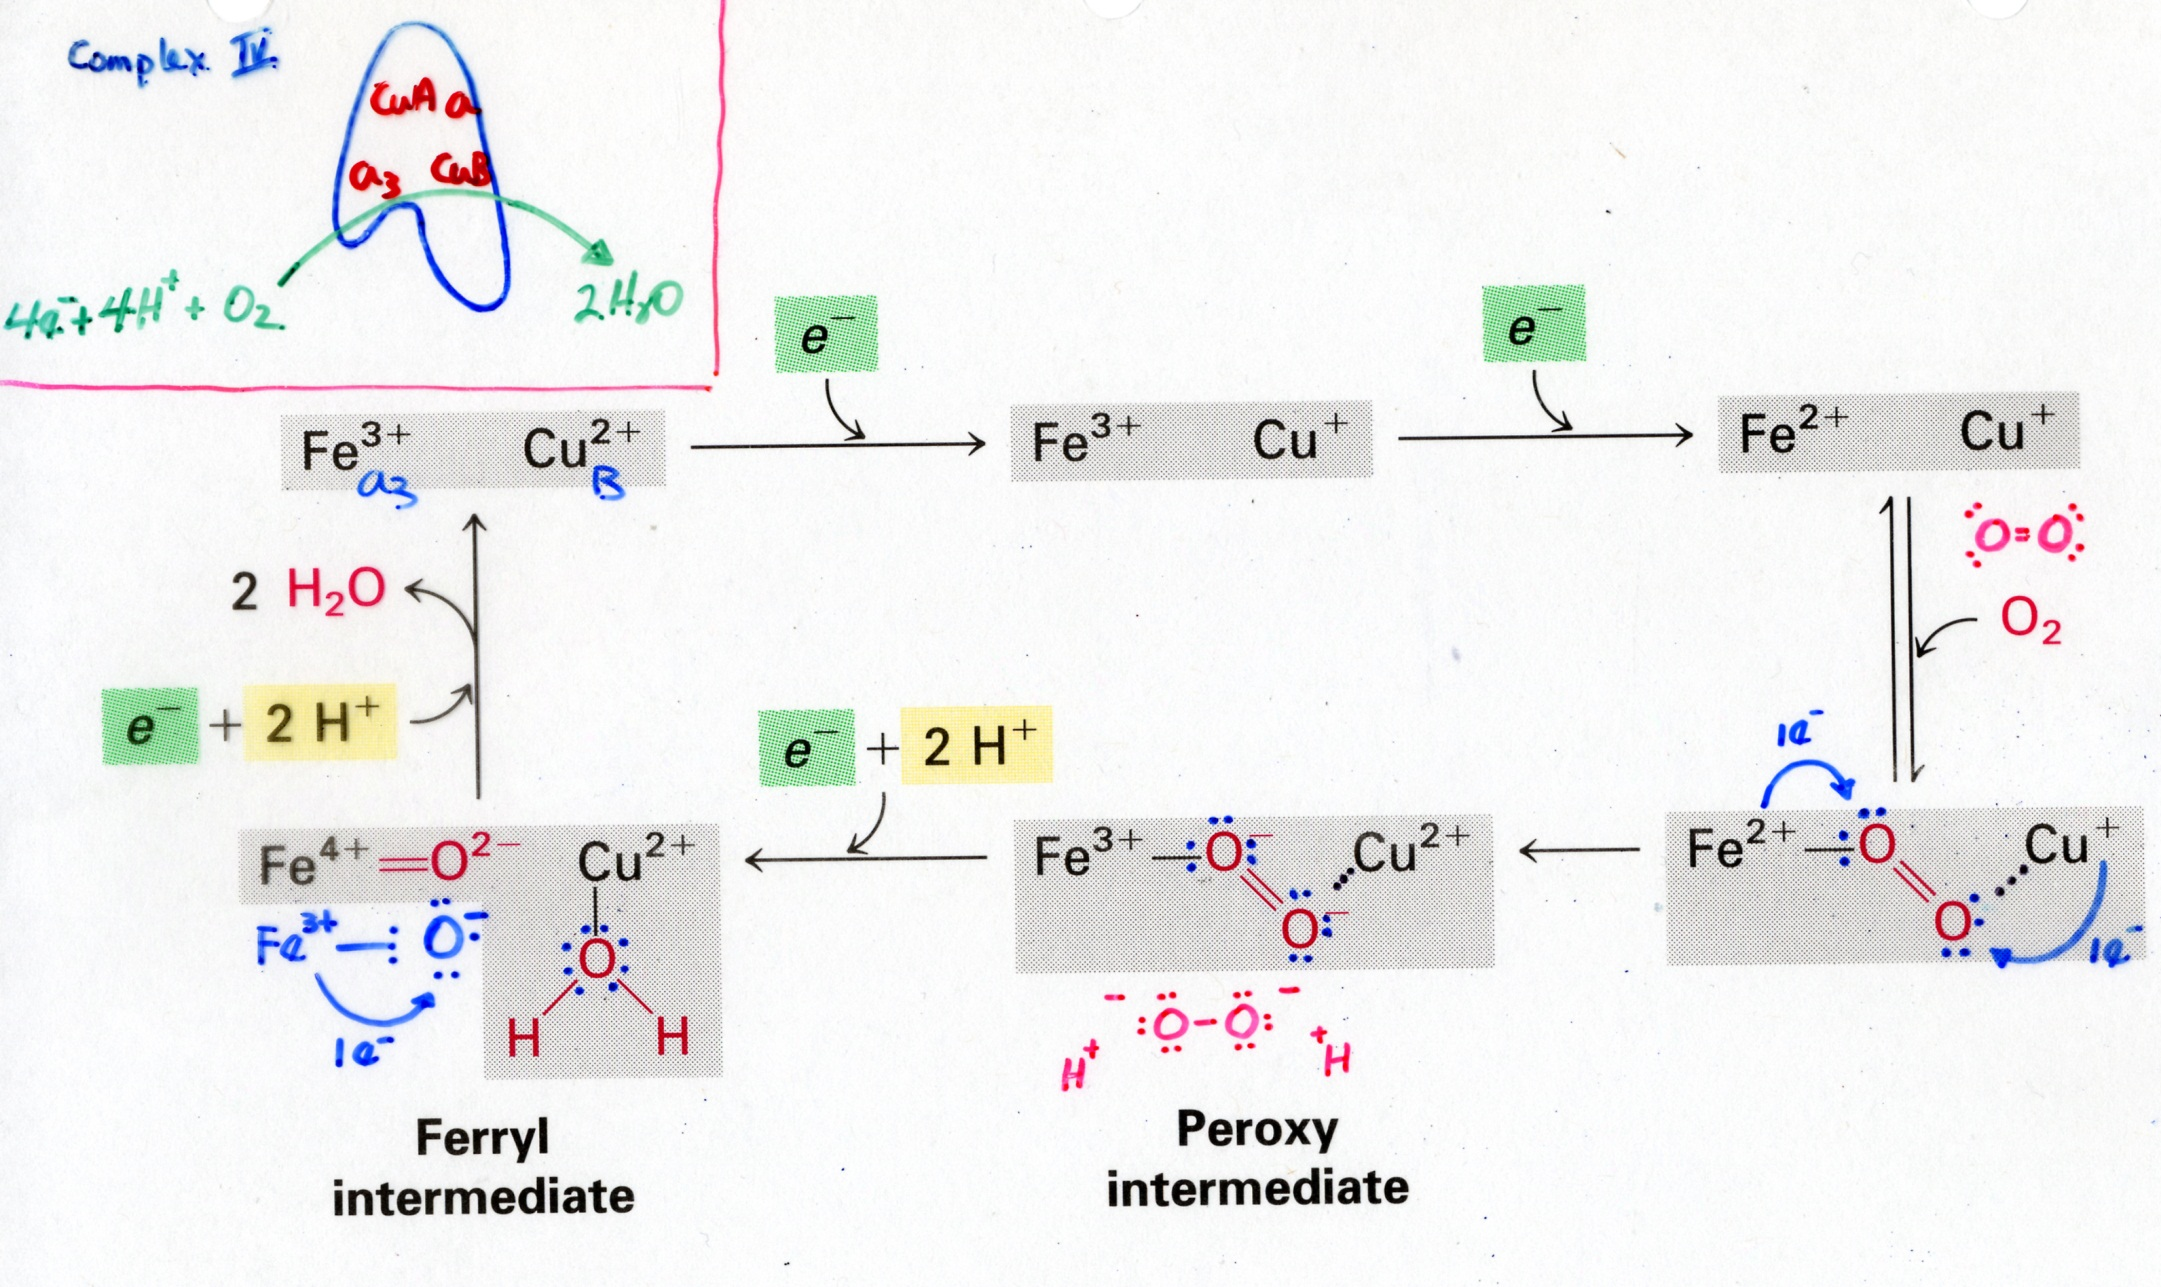 Complex IV
CuA a
a3 CuB
4e⁻ + 4H⁺ + O₂
2H₂O
e⁻
e⁻
Fe³⁺ Cu²⁺
a3 B
Fe³⁺ Cu⁺
Fe²⁺ Cu⁺
O=O
O₂
2 H₂O
e⁻ + 2 H⁺
e⁻ + 2 H⁺
1e⁻
Fe⁴⁺=O²⁻ Cu²⁺
Fe³⁺—O⁻
O
H H
1e⁻
Fe³⁺—O⁻ Cu²⁺
O⁻
⁻O-O⁻
H⁺ ⁺H
Fe²⁺—O Cu⁺
O
1e⁻
Ferryl
intermediate
Peroxy
intermediate